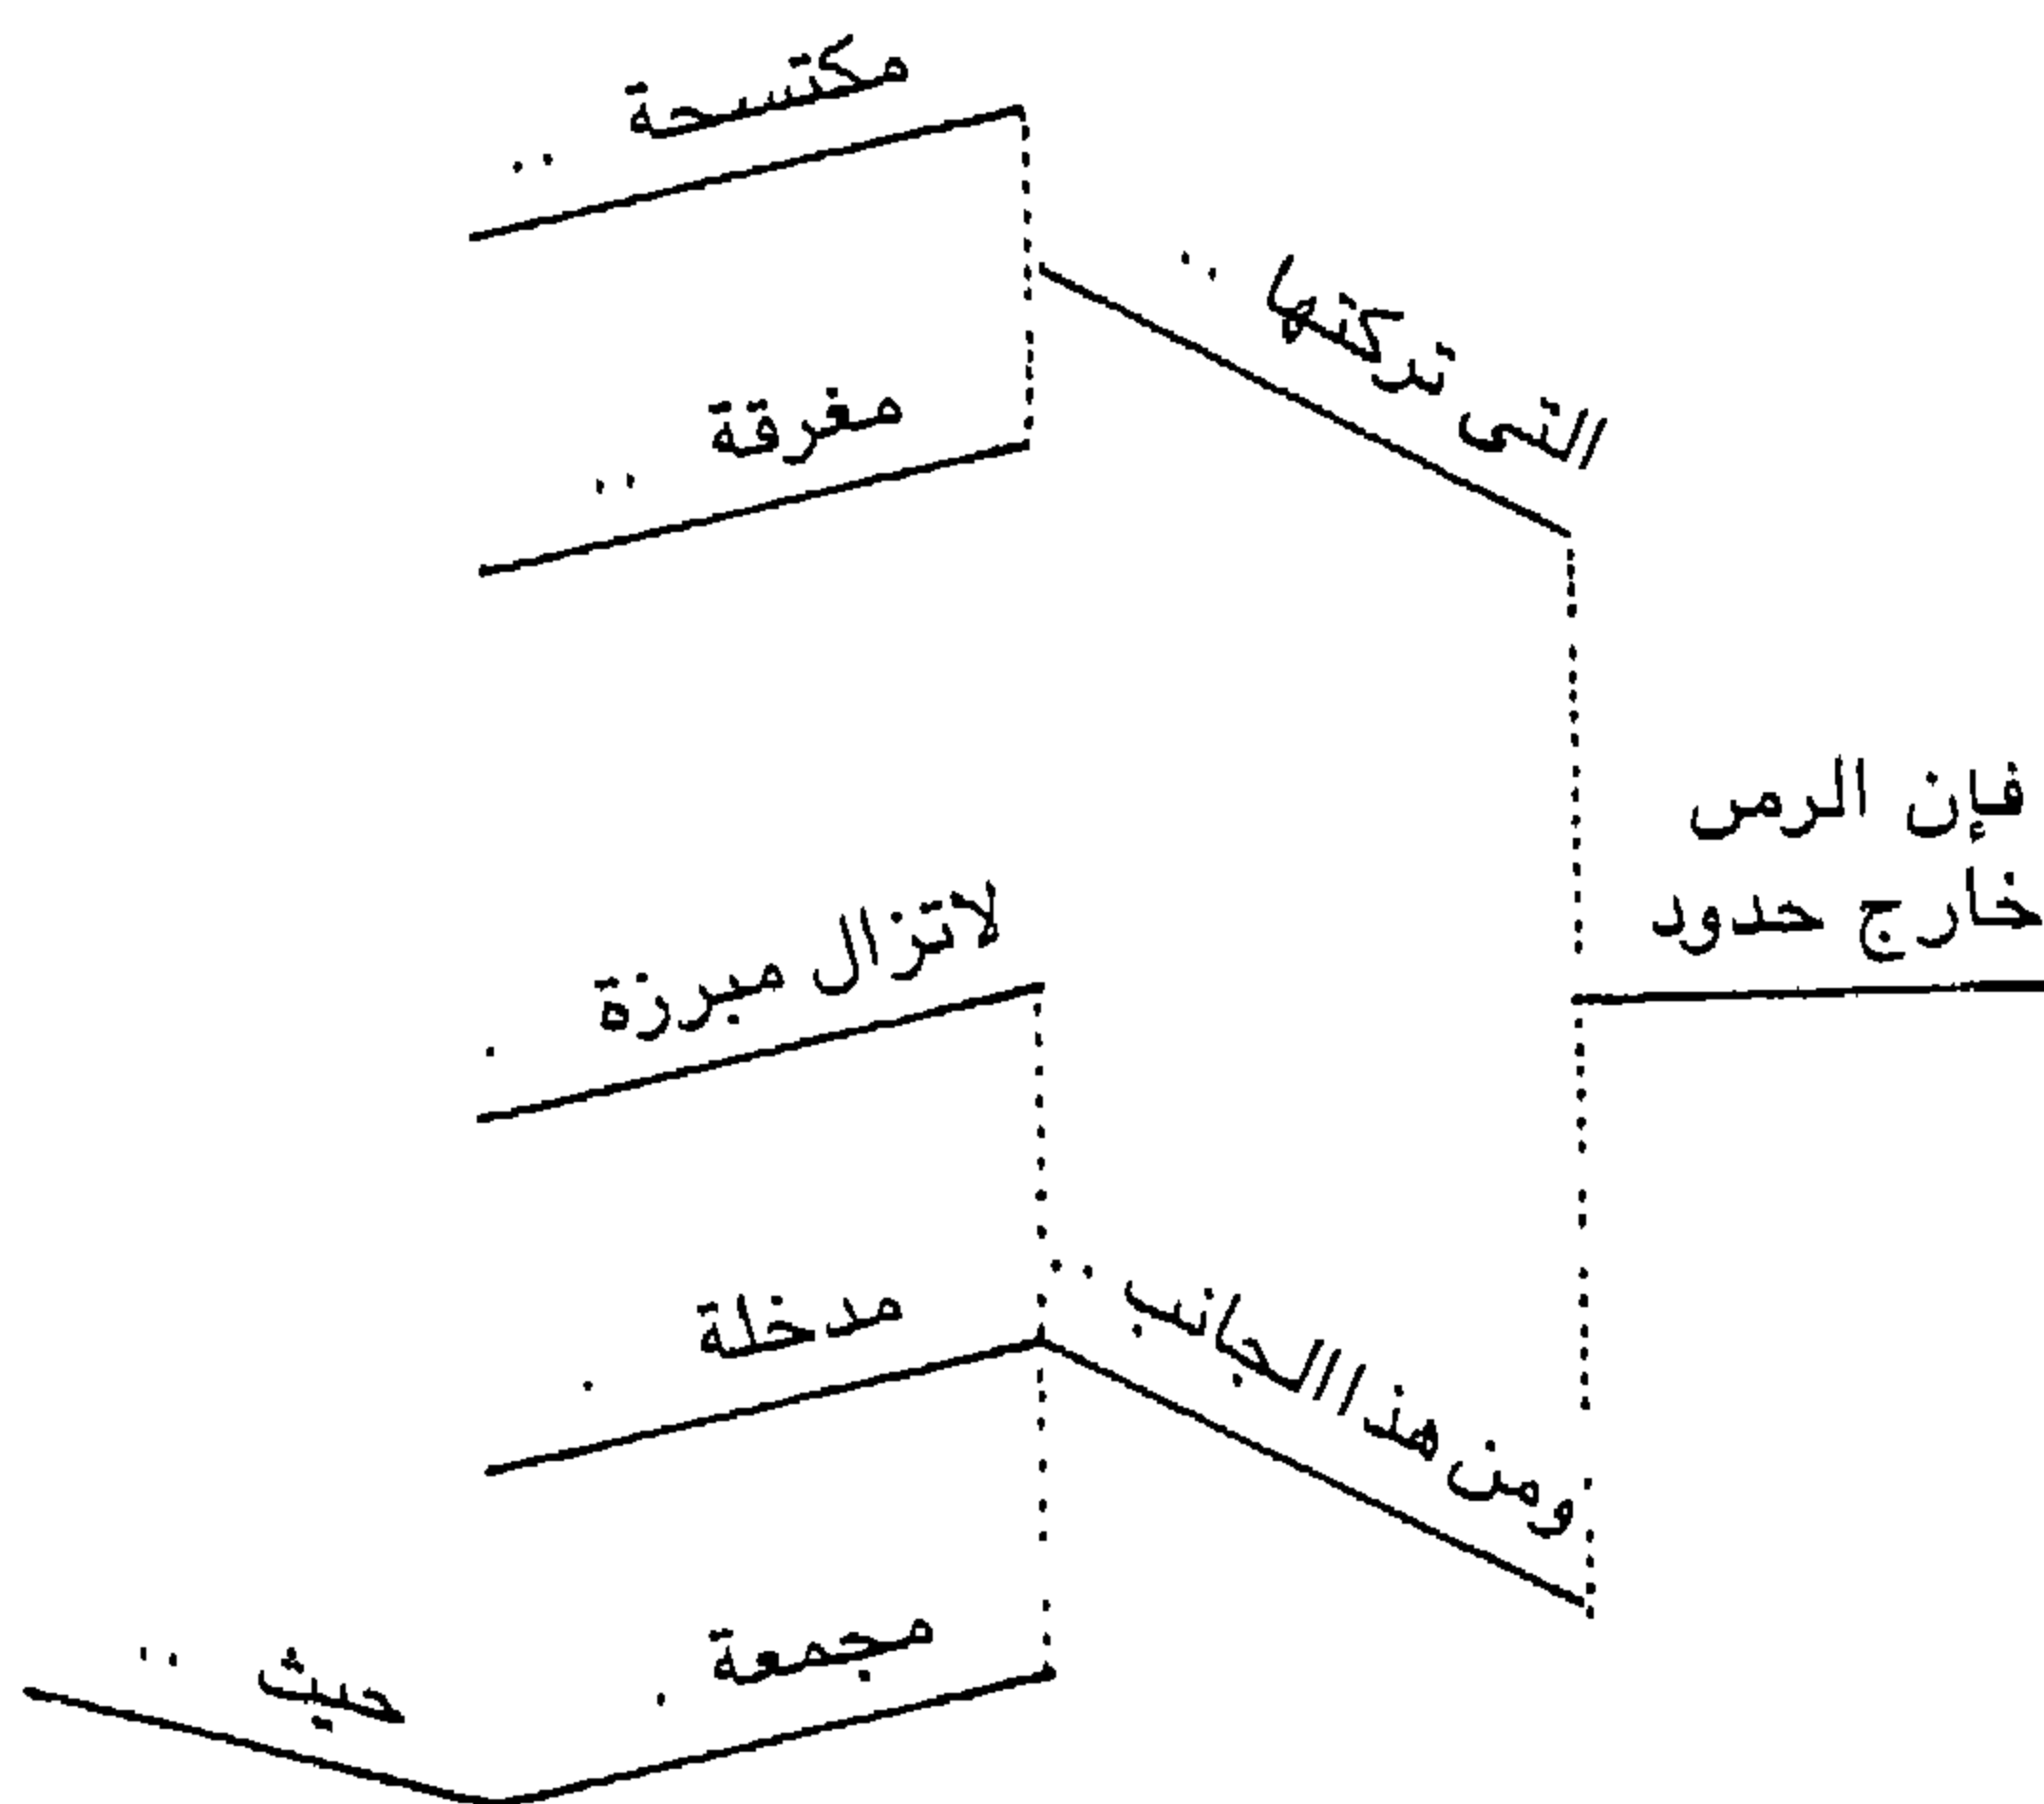 مكتسحة ..
التى تركتها ..
مغرقة ..
فإن الرمس
خارج حدود
لاتزال مبرزة .
ومن هذا الجانب ..
مدخلة .
مجمعة .
حيث ..